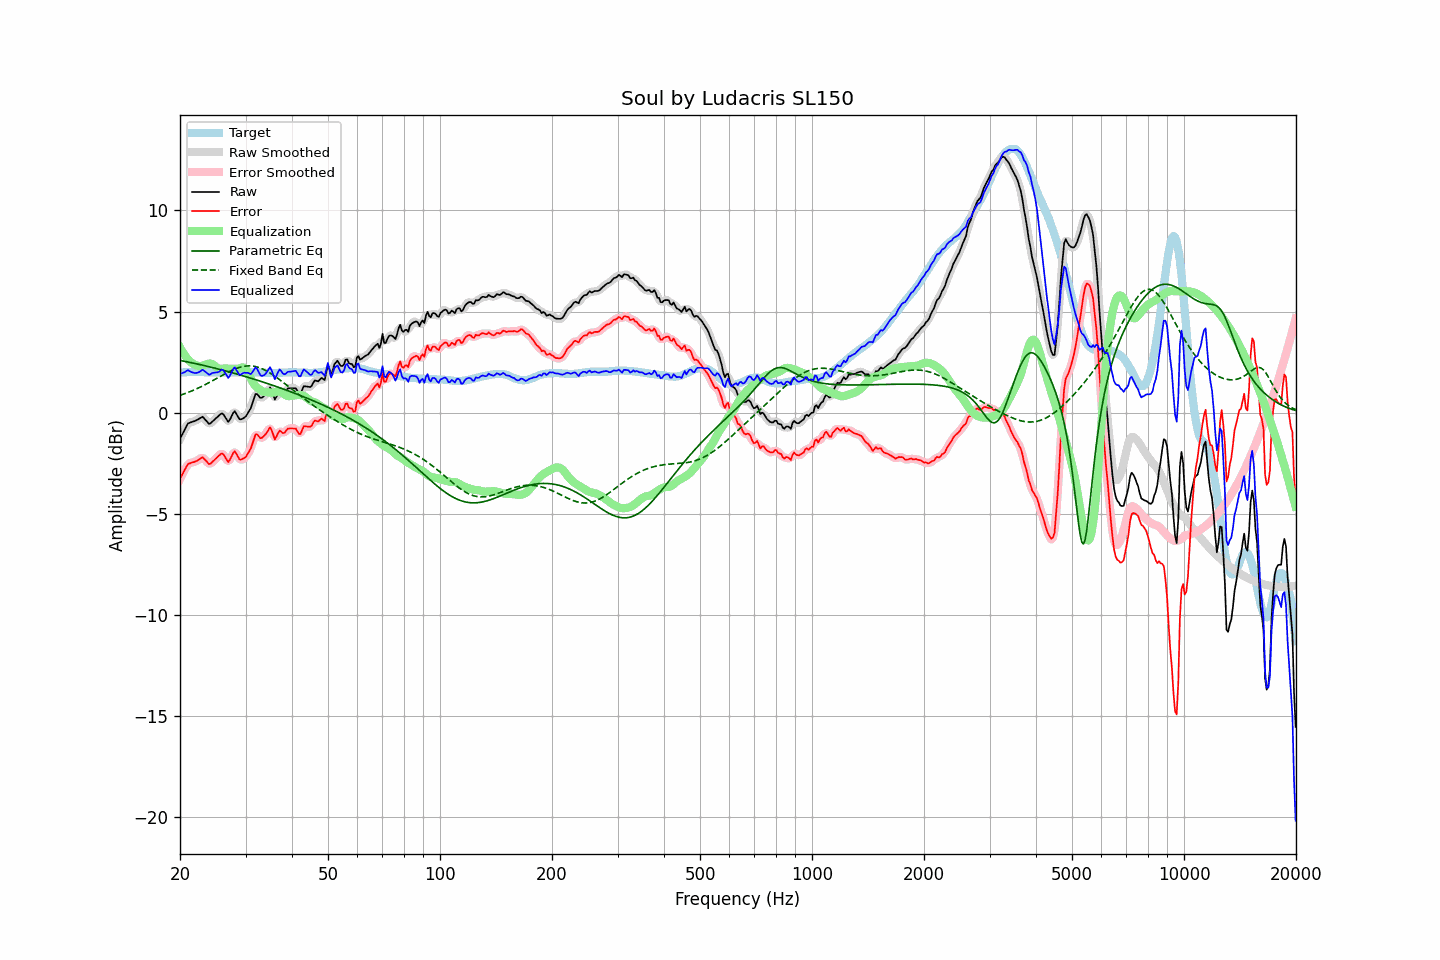 Soul by Ludacris SL150
Target
Raw Smoothed
Error Smoothed
Raw
Error
Equalization
Parametric Eq
Fixed Band Eq
Equalized
10
5
0
−5
−10
−15
−20
Amplitude (dBr)
20
50
100
200
500
1000
2000
5000
10000
20000
Frequency (Hz)